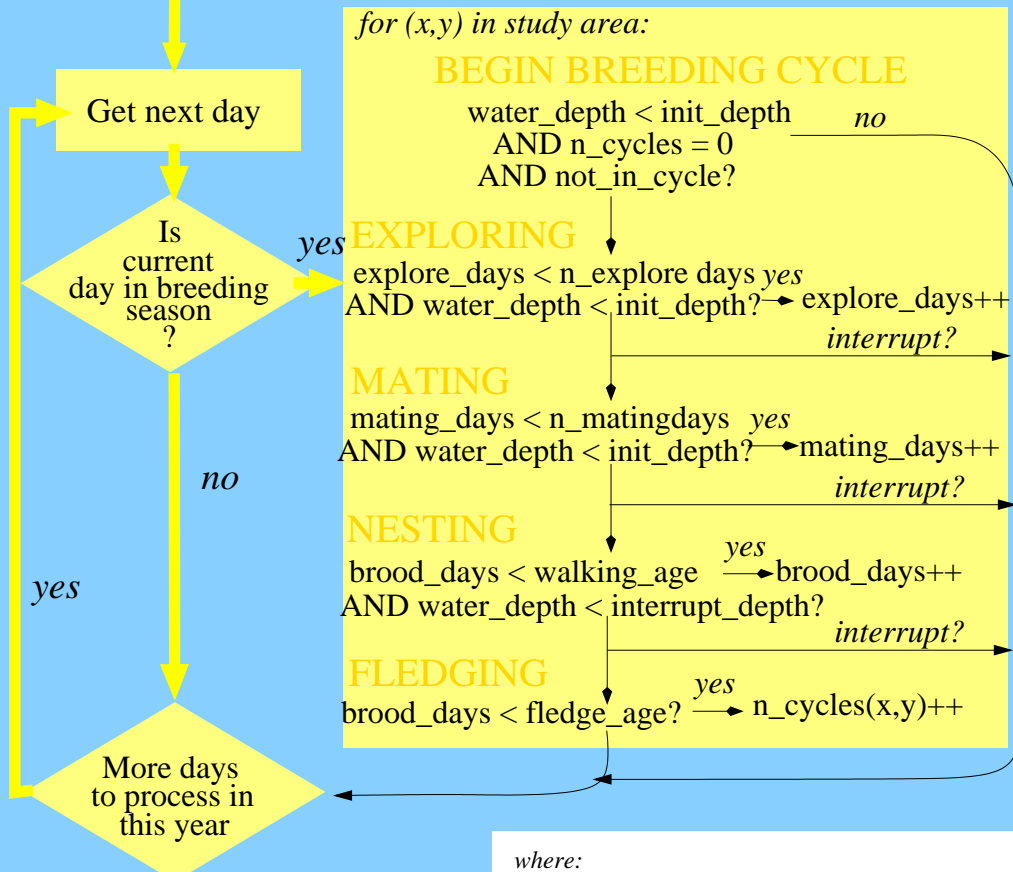 for (x,y) in study area:
BEGIN BREEDING CYCLE
water_depth < init_depth
AND n_cycles = 0
AND not_in_cycle?
no
Get next day
Is
current
day in breeding
season
?
yes
no
yes
EXPLORING
explore_days < n_explore days yes
AND water_depth < init_depth? explore_days++
interrupt?
MATING
mating_days < n_matingdays yes
AND water_depth < init_depth? mating_days++
interrupt?
NESTING
yes
brood_days < walking_age brood_days++
AND water_depth < interrupt_depth?
interrupt?
FLEDGING
yes
brood_days < fledge_age? n_cycles(x,y)++
More days
to process in
this year
where: